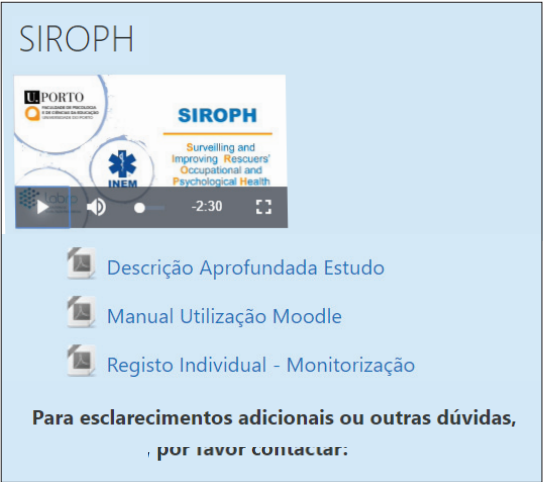 SIROPH
U. PORTO
FACULDADE DE PSICOLOGIA
E DE CIÊNCIAS DA EDUCAÇÃO
UNIVERSIDADE DO PORTO
SIROPH
Surveilling and
Improving Rescuers'
Occupational and
Psychological Health
INEM
-2:30
Descrição Aprofundada Estudo
Manual Utilização Moodle
Registo Individual - Monitorização
Para esclarecimentos adicionais ou outras dúvidas,
, por favor contactar: